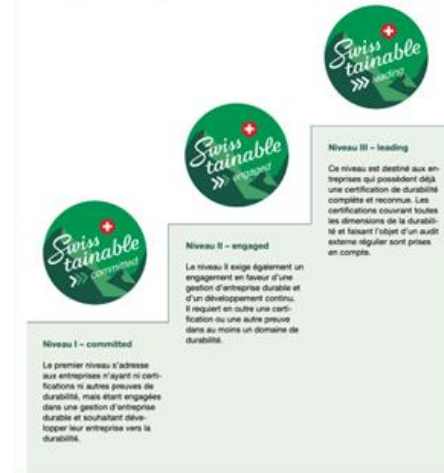 Swiss
tainable
leading
Niveau III – leading
Ce niveau est destiné aux en-
treprises qui possèdent déjà
une certification de durabilité
complète et reconnue. Les
certifications couvrant toutes
les dimensions de la durabili-
té et faisant l'objet d'un audit
externe régulier sont prises
en compte.
Swiss
tainable
engaged
Niveau II – engaged
Le niveau II exige également un
engagement en faveur d'une
gestion d'entreprise durable et
d'un développement continu.
Il requiert en outre une certi-
fication ou une autre preuve
dans au moins un domaine de
durabilité.
Swiss
tainable
committed
Niveau I – committed
Le premier niveau s'adresse
aux entreprises n'ayant ni certi-
fications ni autres preuves de
durabilité, mais étant engagées
dans une gestion d'entreprise
durable et souhaitant déve-
lopper leur entreprise vers la
durabilité.